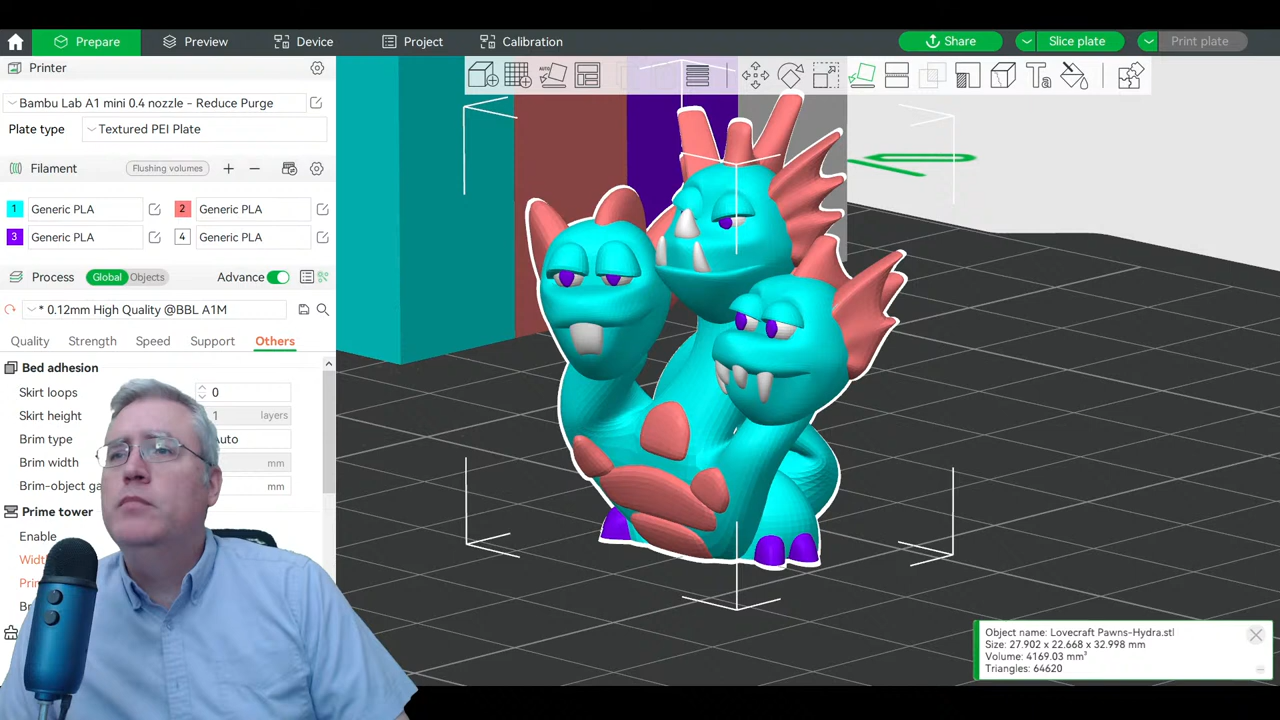 Prepare
Preview
Device
Project
Calibration
Share
Slice plate
Print plate
Printer
Bambu Lab A1 mini 0.4 nozzle - Reduce Purge
Plate type
Textured PEI Plate
Filament
Flushing volumes
1 Generic PLA
2 Generic PLA
3 Generic PLA
4 Generic PLA
Process
Global
Objects
Advance
* 0.12mm High Quality @BBL A1M
Quality
Strength
Speed
Support
Others
Bed adhesion
Skirt loops
0
Skirt height
1
layers
Brim type
Auto
Brim width
mm
Brim-object ga
mm
Prime tower
Enable
Object name: Lovecraft Pawns-Hydra.stl
Size: 27.902 x 22.668 x 32.998 mm
Volume: 4169.03 mm³
Triangles: 64620